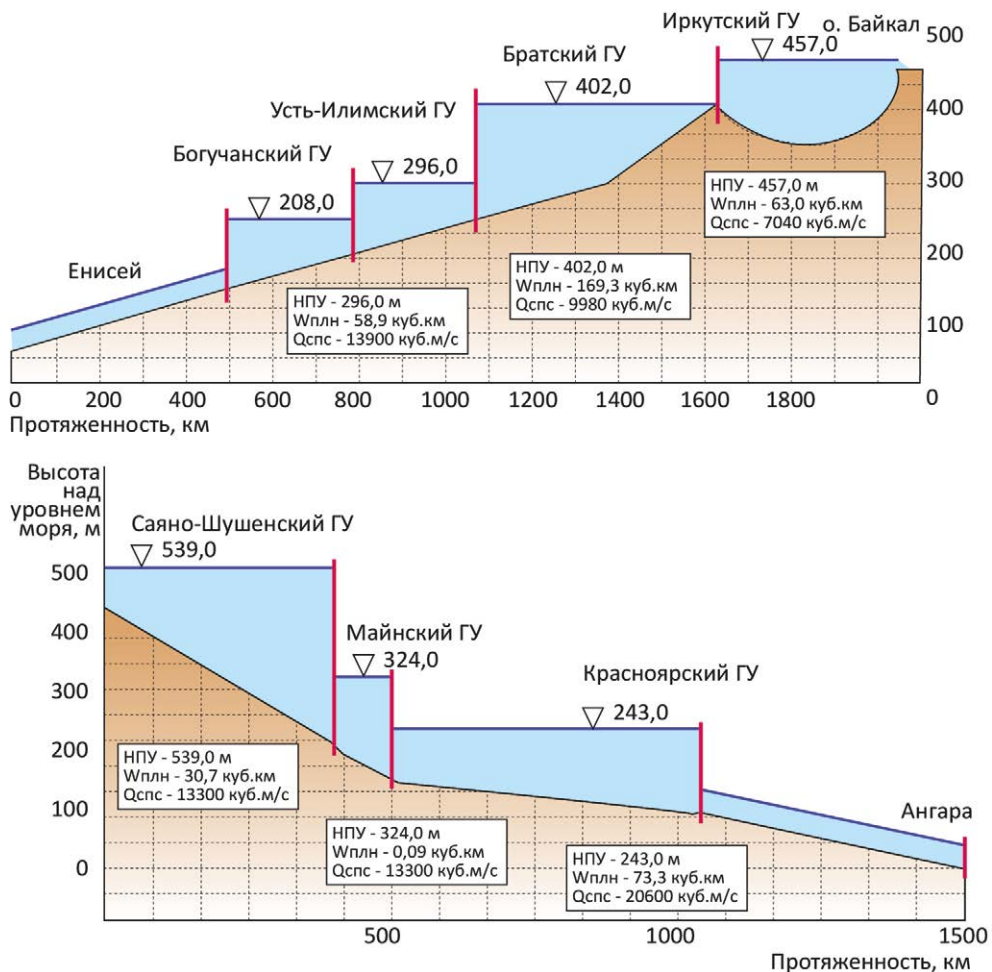 Иркутский ГУ
о. Байкал
500
457,0
Братский ГУ
402,0
400
Усть-Илимский ГУ
Богучанский ГУ
296,0
НПУ - 457,0 м
Wплн - 63,0 куб.км
Qспс - 7040 куб.м/с
300
208,0
Енисей
200
НПУ - 402,0 м
Wплн - 169,3 куб.км
Qспс - 9980 куб.м/с
НПУ - 296,0 м
Wплн - 58,9 куб.км
Qспс - 13900 куб.м/с
100
0
0 200 400 600 800 1000 1200 1400 1600 1800
Протяженность, км
Высота
над
уровнем
моря, м
Саяно-Шушенский ГУ
539,0
500
Майнский ГУ
400
324,0
Красноярский ГУ
300
243,0
200
НПУ - 539,0 м
Wплн - 30,7 куб.км
Qспс - 13300 куб.м/с
100
Ангара
НПУ - 324,0 м
Wплн - 0,09 куб.км
Qспс - 13300 куб.м/с
0
НПУ - 243,0 м
Wплн - 73,3 куб.км
Qспс - 20600 куб.м/с
500 1000 1500
Протяженность, км